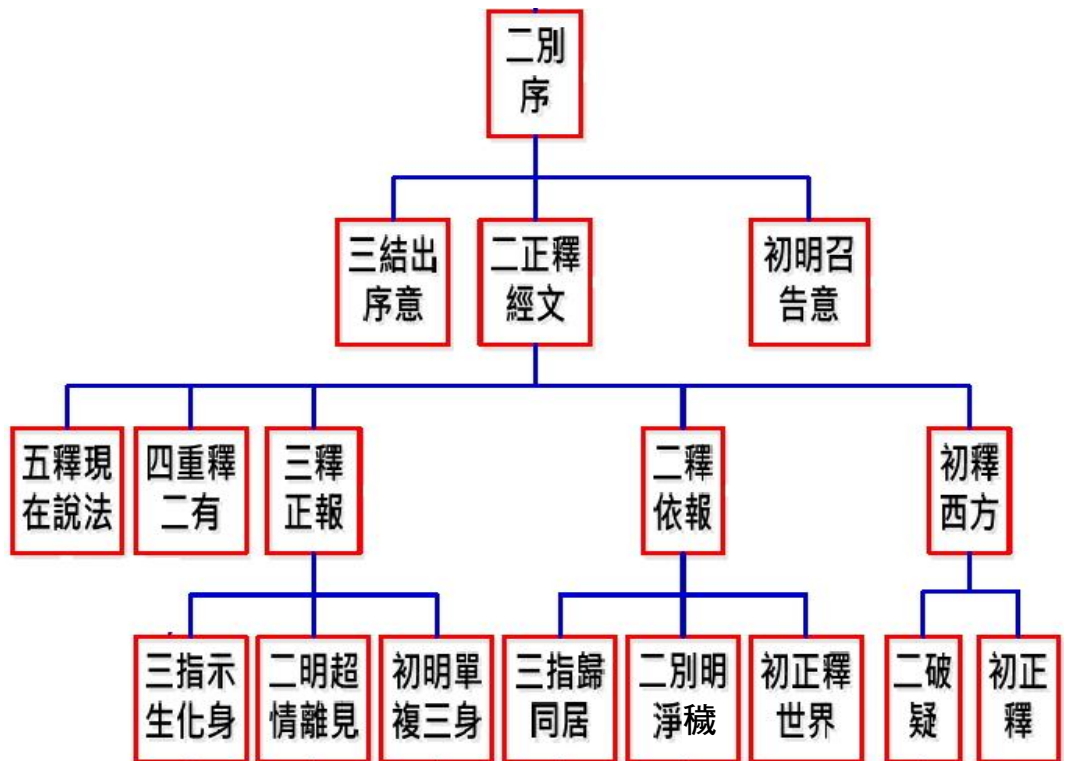 二別
序
三結出
序意
二正釋
經文
初明召
告意
五釋現
在說法
四重釋
二有
三釋
正報
二釋
依報
初釋
西方
三指示
生化身
二明超
情離見
初明單
複三身
三指歸
同居
二別明
淨穢
初正釋
世界
二破
疑
初正
釋